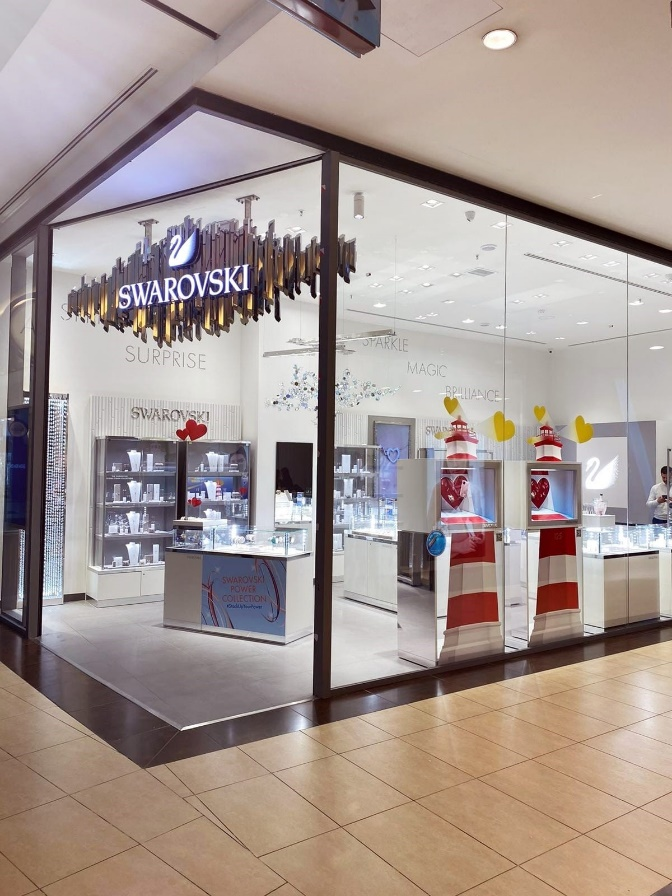 SWAROVSKI
SURPRISE
SPARKLE
MAGIC
BRILLIANCE
SWAROVSKI
SWAROVSKI
POWER
COLLECTION